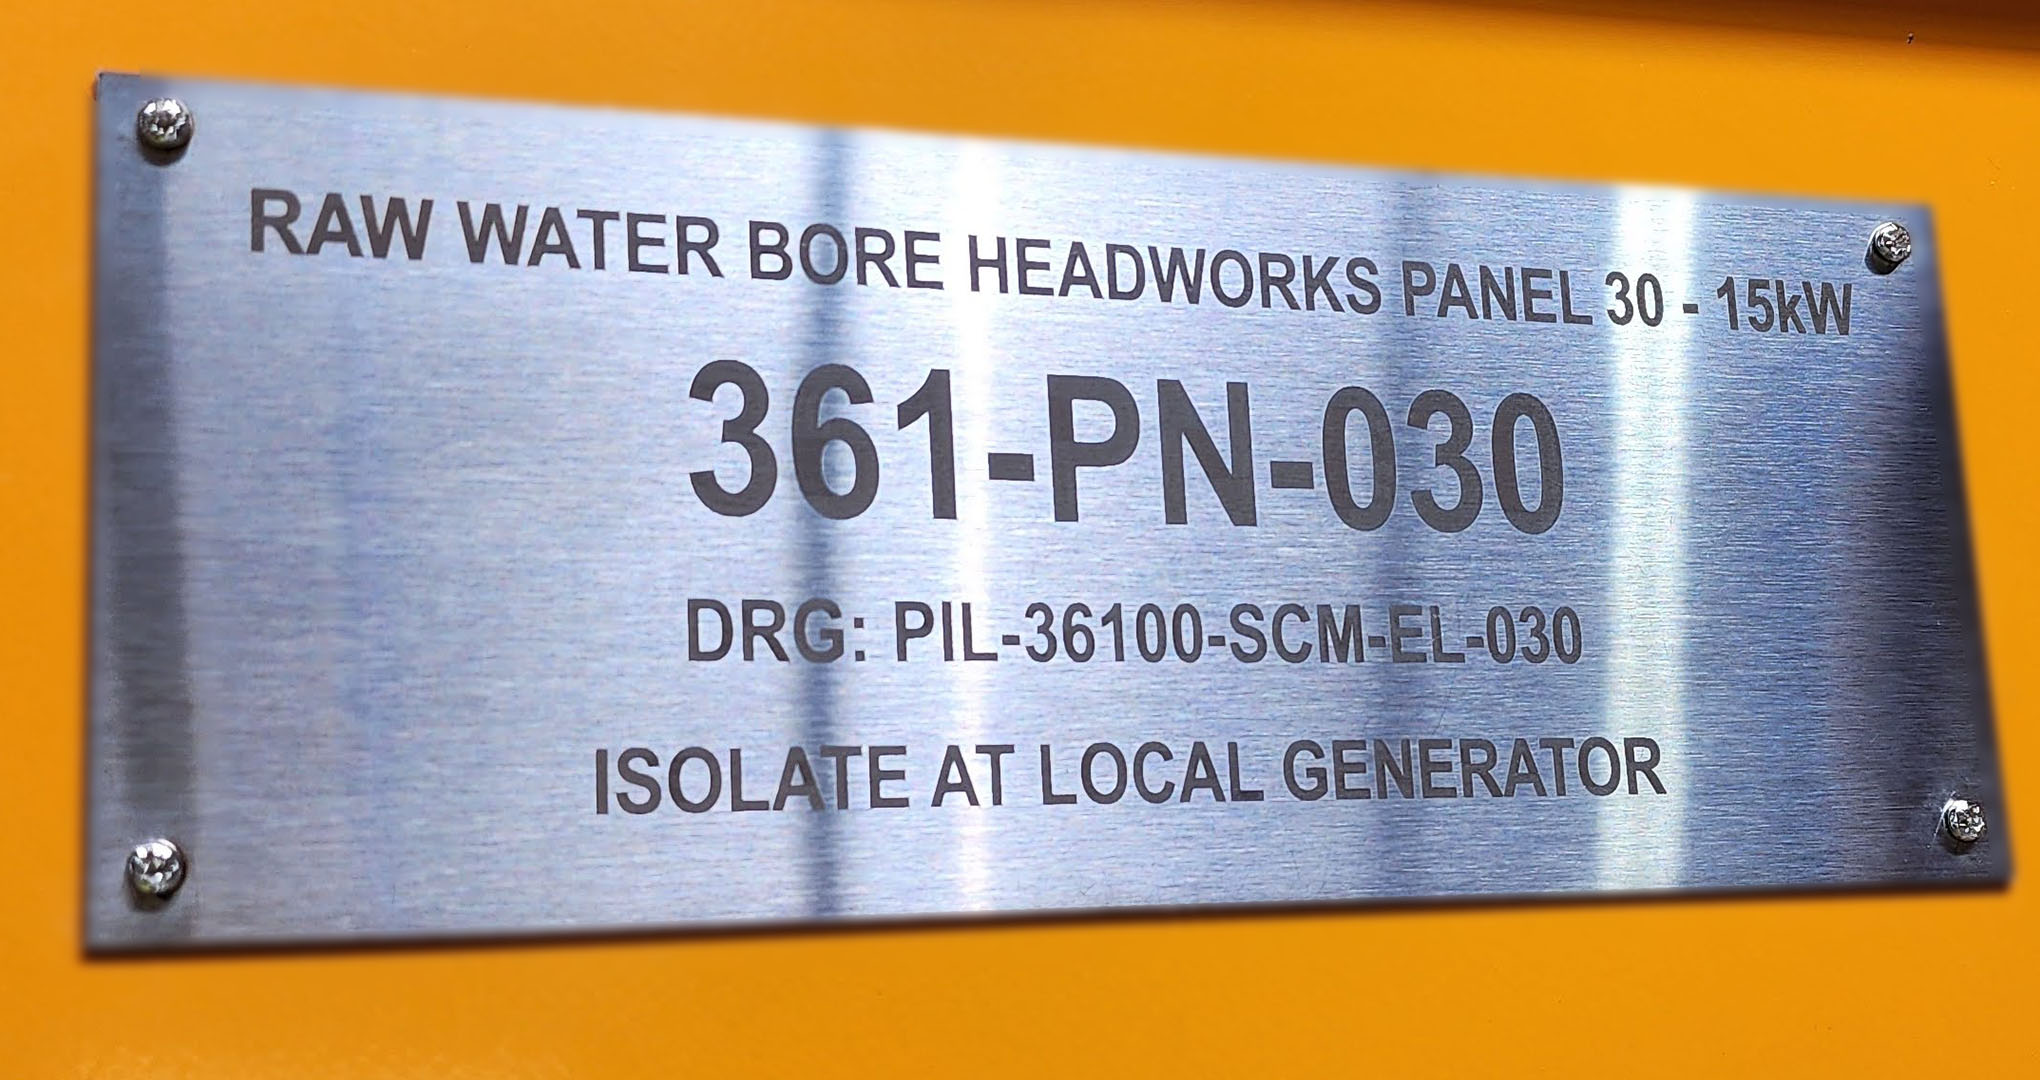 RAW WATER BORE HEADWORKS PANEL 30 - 15kW
361-PN-030
DRG: PIL-36100-SCM-EL-030
ISOLATE AT LOCAL GENERATOR